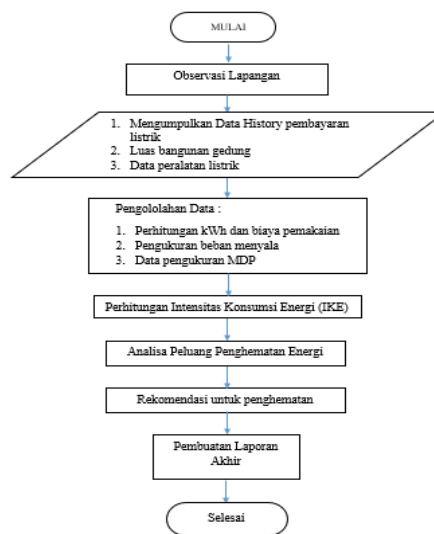 MULAI
Observasi Lapangan
1. Mengumpulkan Data History pembayaran
listrik
2. Luas bangunan gedung
3. Data peralatan listrik
Pengololahan Data :
1. Perhitungan kWh dan biaya pemakaian
2. Pengukuran beban menyala
3. Data pengukuran MDP
Perhitungan Intensitas Konsumsi Energi (IKE)
Analisa Peluang Penghematan Energi
Rekomendasi untuk penghematan
Pembuatan Laporan
Akhir
Selesai